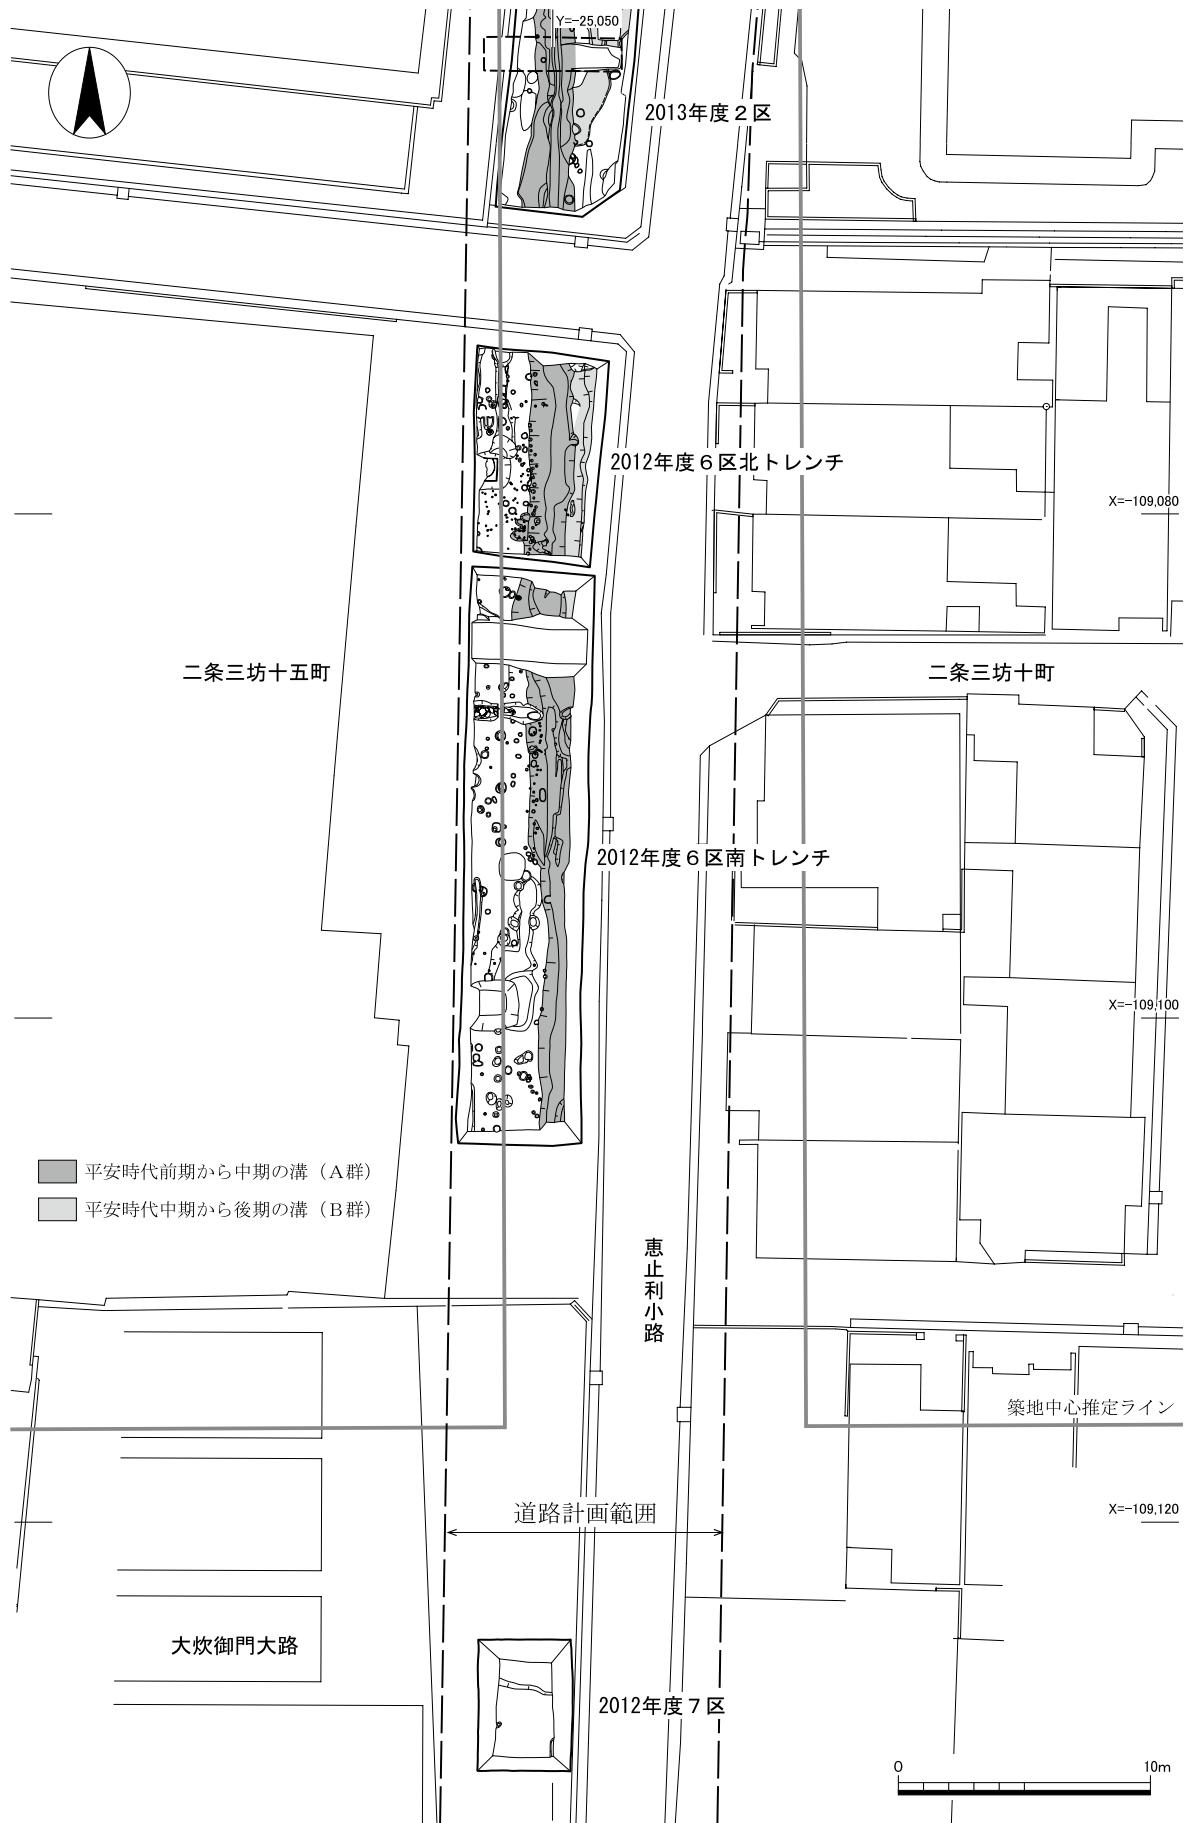 Y=-25,050
2013年度２区
2012年度６区北トレンチ
X=-109,080
二条三坊十五町
二条三坊十町
2012年度６区南トレンチ
X=-109,100
平安時代前期から中期の溝（Ａ群）
平安時代中期から後期の溝（Ｂ群）
恵止利小路
築地中心推定ライン
道路計画範囲
X=-109,120
大炊御門大路
2012年度７区
0
10m